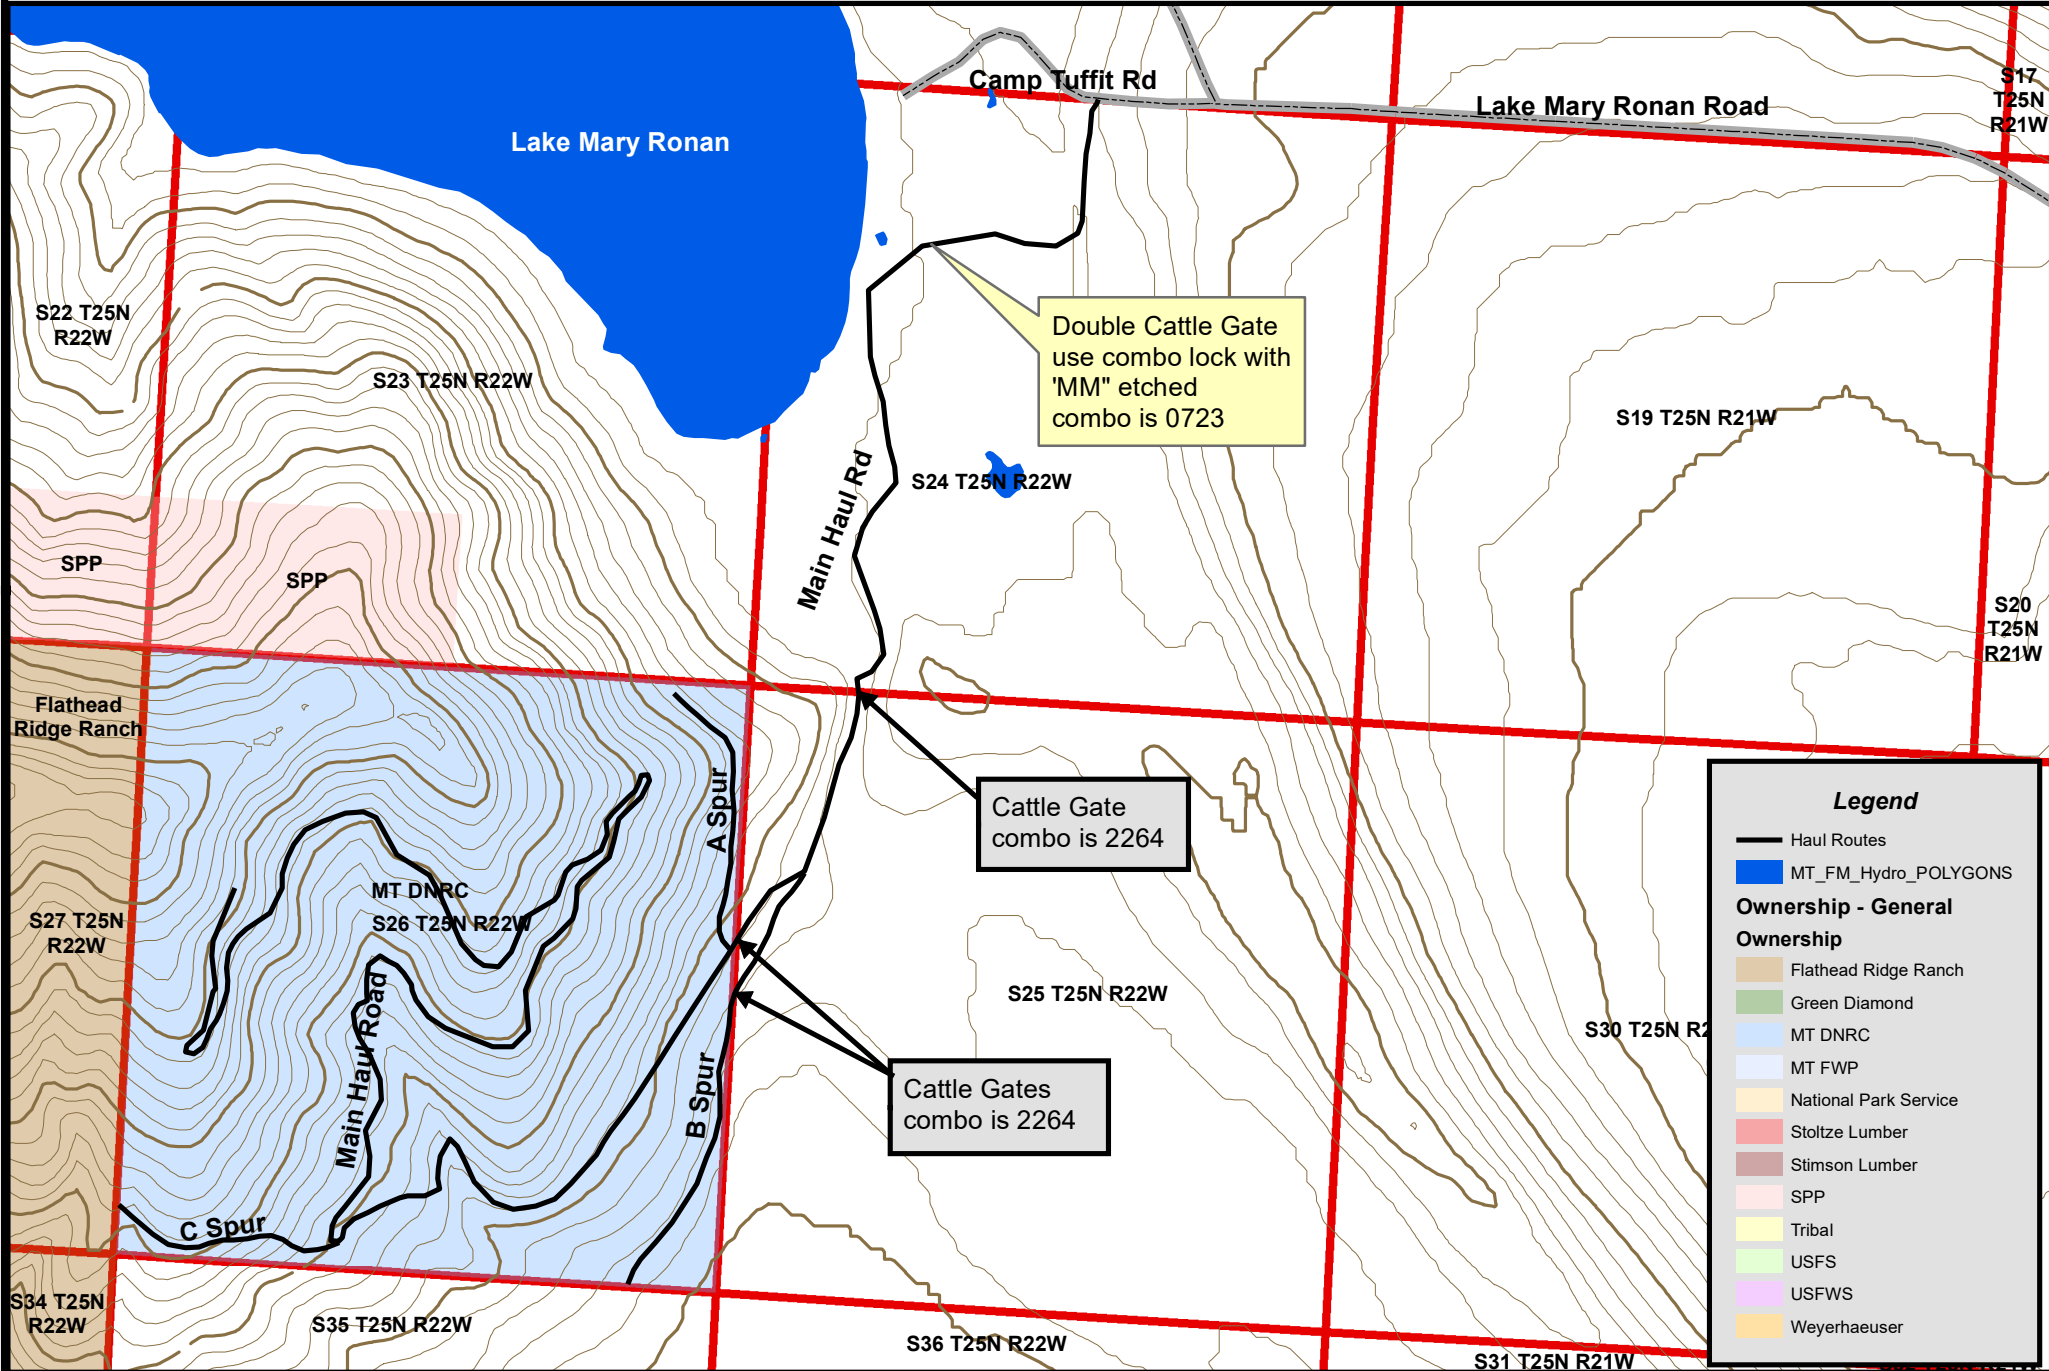 Camp Tuffit Rd
Lake Mary Ronan Road
S17
T25N
R21W
Lake Mary Ronan
S22 T25N
R22W
S23 T25N R22W
Double Cattle Gate
use combo lock with
'MM" etched
combo is 0723
S19 T25N R21W
Main Haul Rd
S24 T25N R22W
SPP
SPP
S20
T25N
R21W
Flathead
Ridge Ranch
A Spur
Cattle Gate
combo is 2264
MT DNRC
S26 T25N R22W
S27 T25N
R22W
S25 T25N R22W
S30 T25N R2
Main Haul Road
B Spur
Cattle Gates
combo is 2264
C Spur
S34 T25N
R22W
S35 T25N R22W
S36 T25N R22W
S31 T25N R21W
Legend
Haul Routes
MT_FM_Hydro_POLYGONS
Ownership - General
Ownership
Flathead Ridge Ranch
Green Diamond
MT DNRC
MT FWP
National Park Service
Stoltze Lumber
Stimson Lumber
SPP
Tribal
USFS
USFWS
Weyerhaeuser